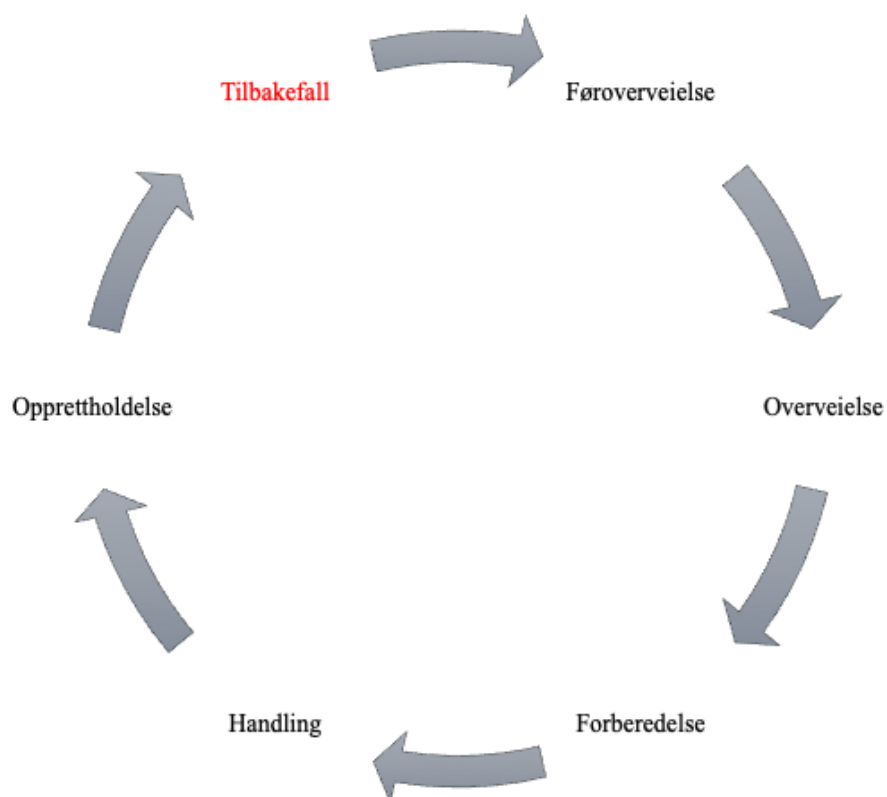 Tilbakefall
Føroverveielse
Opprettholdelse
Overveielse
Handling
Forberedelse